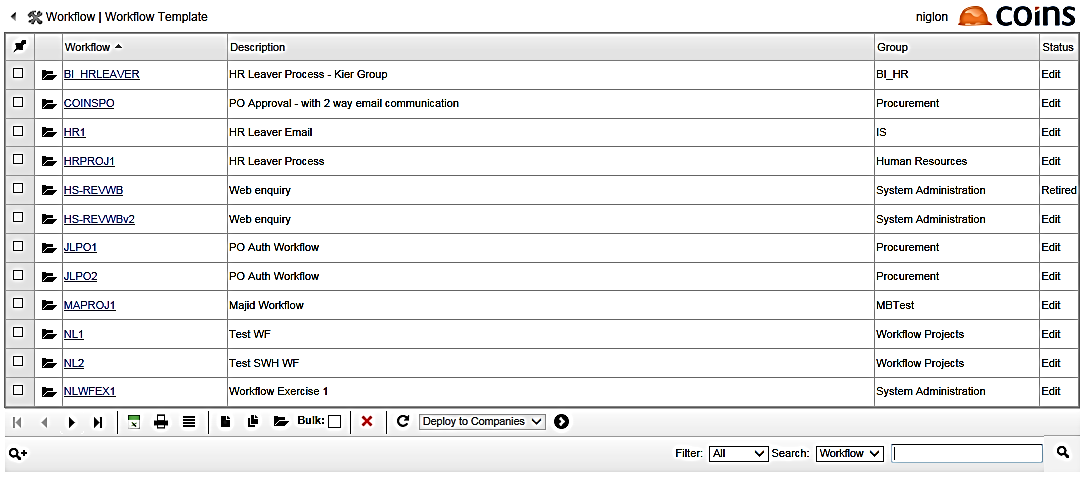 Workflow | Workflow Template niglon coins
Workflow Description Group Status
BI_HRLEAVER HR Leaver Process - Kier Group BI_HR Edit
COINSPO PO Approval - with 2 way email communication Procurement Edit
HR1 HR Leaver Email IS Edit
HRPROJ1 HR Leaver Process Human Resources Edit
HS-REVWB Web enquiry System Administration Retired
HS-REVWBv2 Web enquiry System Administration Edit
JLPO1 PO Auth Workflow Procurement Edit
JLPO2 PO Auth Workflow Procurement Edit
MAPROJ1 Majid Workflow MBTest Edit
NL1 Test WF Workflow Projects Edit
NL2 Test SWH WF Workflow Projects Edit
NLWFEX1 Workflow Exercise 1 System Administration Edit
Bulk: Deploy to Companies
Filter: All Search: Workflow